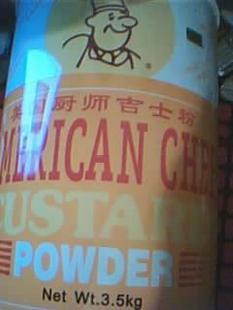 美国厨师吉士粉
MERICAN CHE
CUSTAR
POWDER
Net Wt.3.5kg